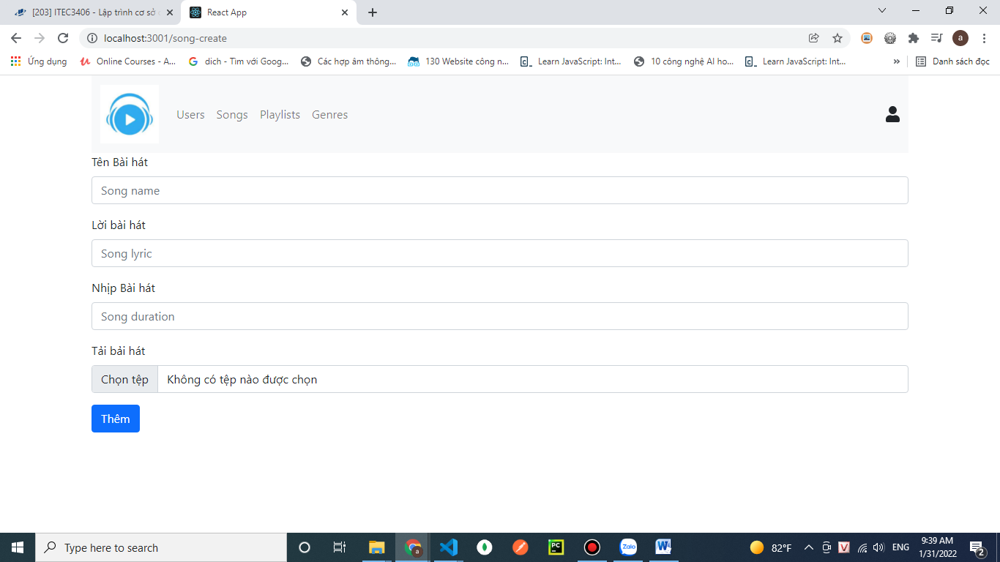 [203] ITEC3406 - Lập trình cơ sở
React App
localhost:3001/song-create
Ứng dụng
Online Courses - A...
dich - Tìm với Goog...
Các hợp âm thông...
130 Website công n...
Learn JavaScript: Int...
10 công nghệ AI ho...
Learn JavaScript: Int...
»
Danh sách đọc
Users Songs Playlists Genres
Tên Bài hát
Song name
Lời bài hát
Song lyric
Nhịp Bài hát
Song duration
Tải bải hát
Chọn tệp Không có tệp nào được chọn
Thêm
Type here to search
PC
Zalo
W
82°F
V
ENG
9:39 AM
1/31/2022
2